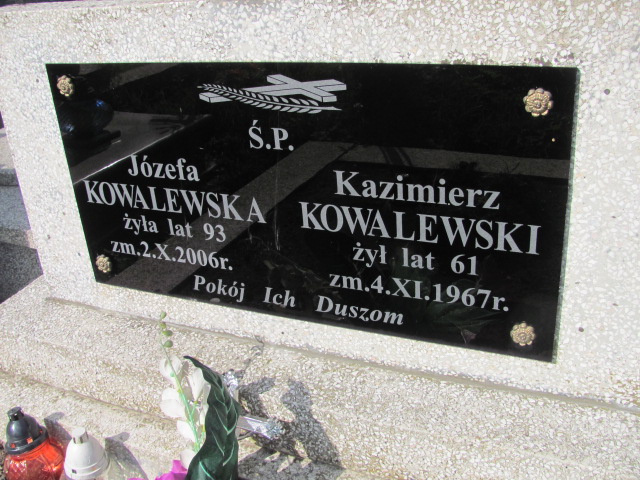 Ś.P.
Józefa
KOWALEWSKA
żyła lat 93
zm.2.X.2006r.
Kazimierz
KOWALEWSKI
żył lat 61
zm.4.XI.1967r.
Pokój Ich Duszom